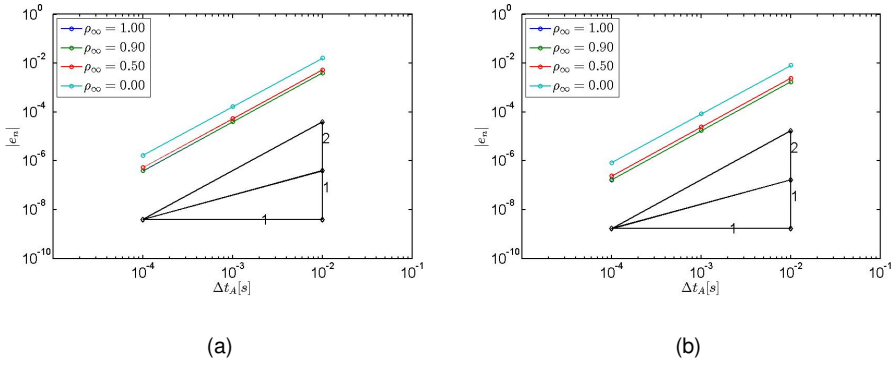 10^0
10^-2
10^-4
10^-6
10^-8
10^-10
|e_n|
ρ∞ = 1.00
ρ∞ = 0.90
ρ∞ = 0.50
ρ∞ = 0.00
2
1
1
10^-4
10^-3
10^-2
10^-1
Δt_A[s]
(a)
10^0
10^-2
10^-4
10^-6
10^-8
10^-10
|e_n|
ρ∞ = 1.00
ρ∞ = 0.90
ρ∞ = 0.50
ρ∞ = 0.00
2
1
1
10^-4
10^-3
10^-2
10^-1
Δt_A[s]
(b)